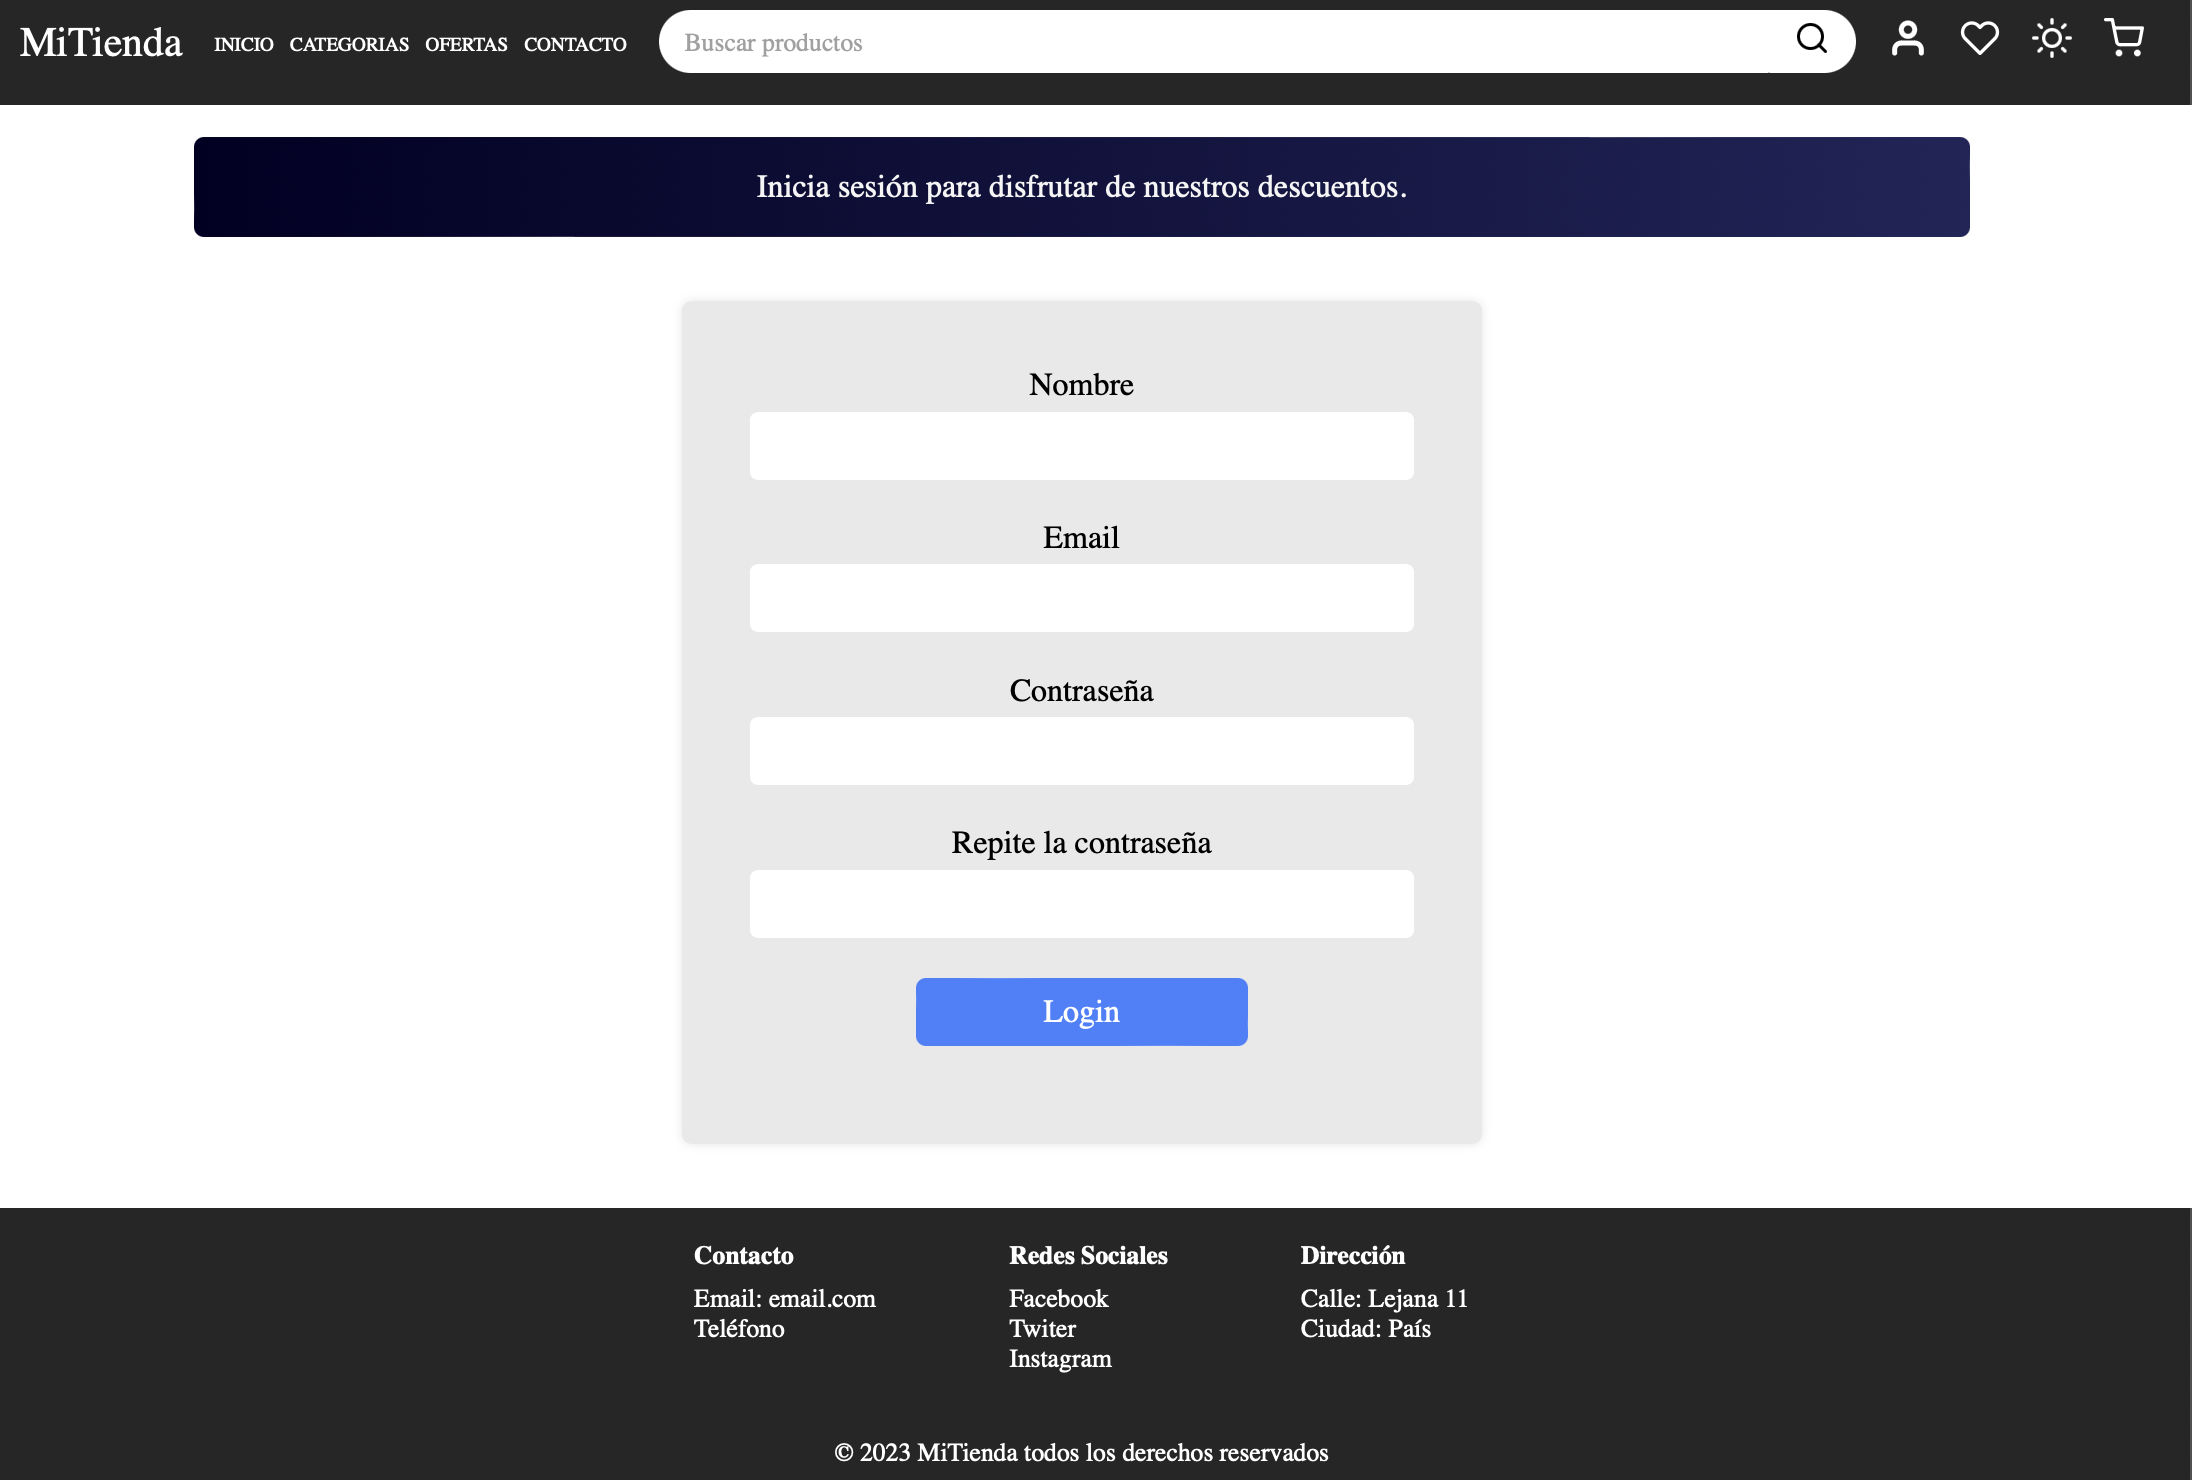 MiTienda INICIO CATEGORIAS OFERTAS CONTACTO Buscar productos
Inicia sesión para disfrutar de nuestros descuentos.
Nombre
Email
Contraseña
Repite la contraseña
Login
Contacto
Email: email.com
Teléfono
Redes Sociales
Facebook
Twiter
Instagram
Dirección
Calle: Lejana 11
Ciudad: País
© 2023 MiTienda todos los derechos reservados